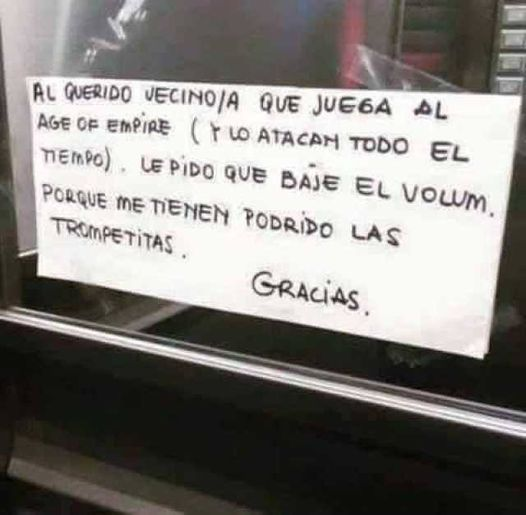 AL QUERIDO VECINO/A QUE JUEGA AL
AGE OF EMPIRE ( Y LO ATACAN TODO EL
TIEMPO). LE PIDO QUE BAJE EL VOLUM.
PORQUE ME TIENEN PODRIDO LAS
TROMPETITAS.
GRACIAS.